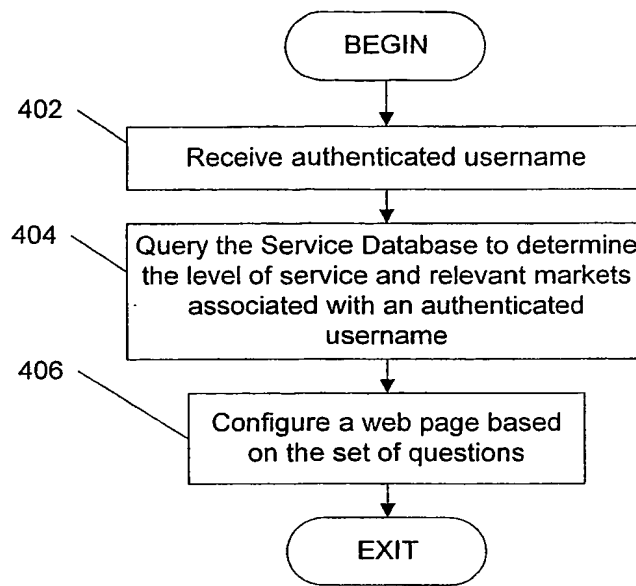 BEGIN
402
Receive authenticated username
404
Query the Service Database to determine
the level of service and relevant markets
associated with an authenticated
username
406
Configure a web page based
on the set of questions
EXIT